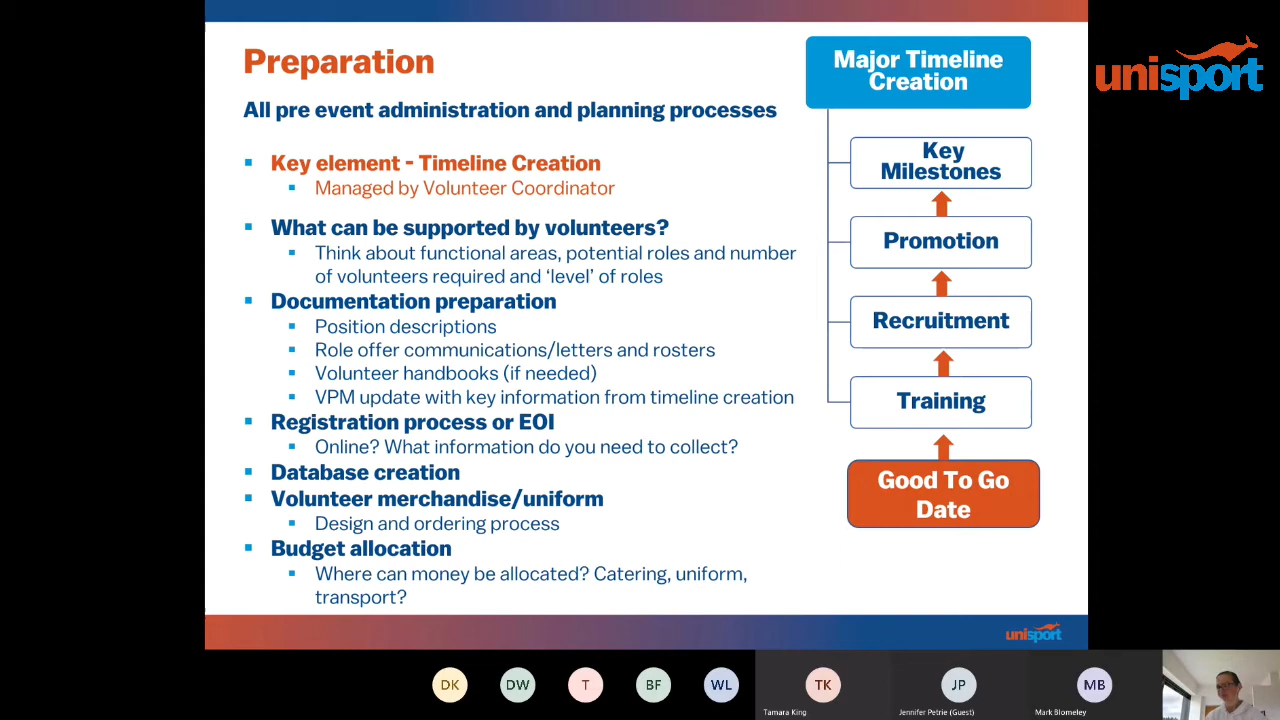 Preparation
All pre event administration and planning processes
Key element - Timeline Creation
Managed by Volunteer Coordinator
What can be supported by volunteers?
Think about functional areas, potential roles and number
of volunteers required and ‘level’ of roles
Documentation preparation
Position descriptions
Role offer communications/letters and rosters
Volunteer handbooks (if needed)
VPM update with key information from timeline creation
Registration process or EOI
Online? What information do you need to collect?
Database creation
Volunteer merchandise/uniform
Design and ordering process
Budget allocation
Where can money be allocated? Catering, uniform,
transport?
Major Timeline
Creation
Key
Milestones
Promotion
Recruitment
Training
Good To Go
Date
unisport
unisport
DK
DW
T
BF
WL
TK
Tamara King
JP
Jennifer Petrie (Guest)
MB
Mark Blomeley